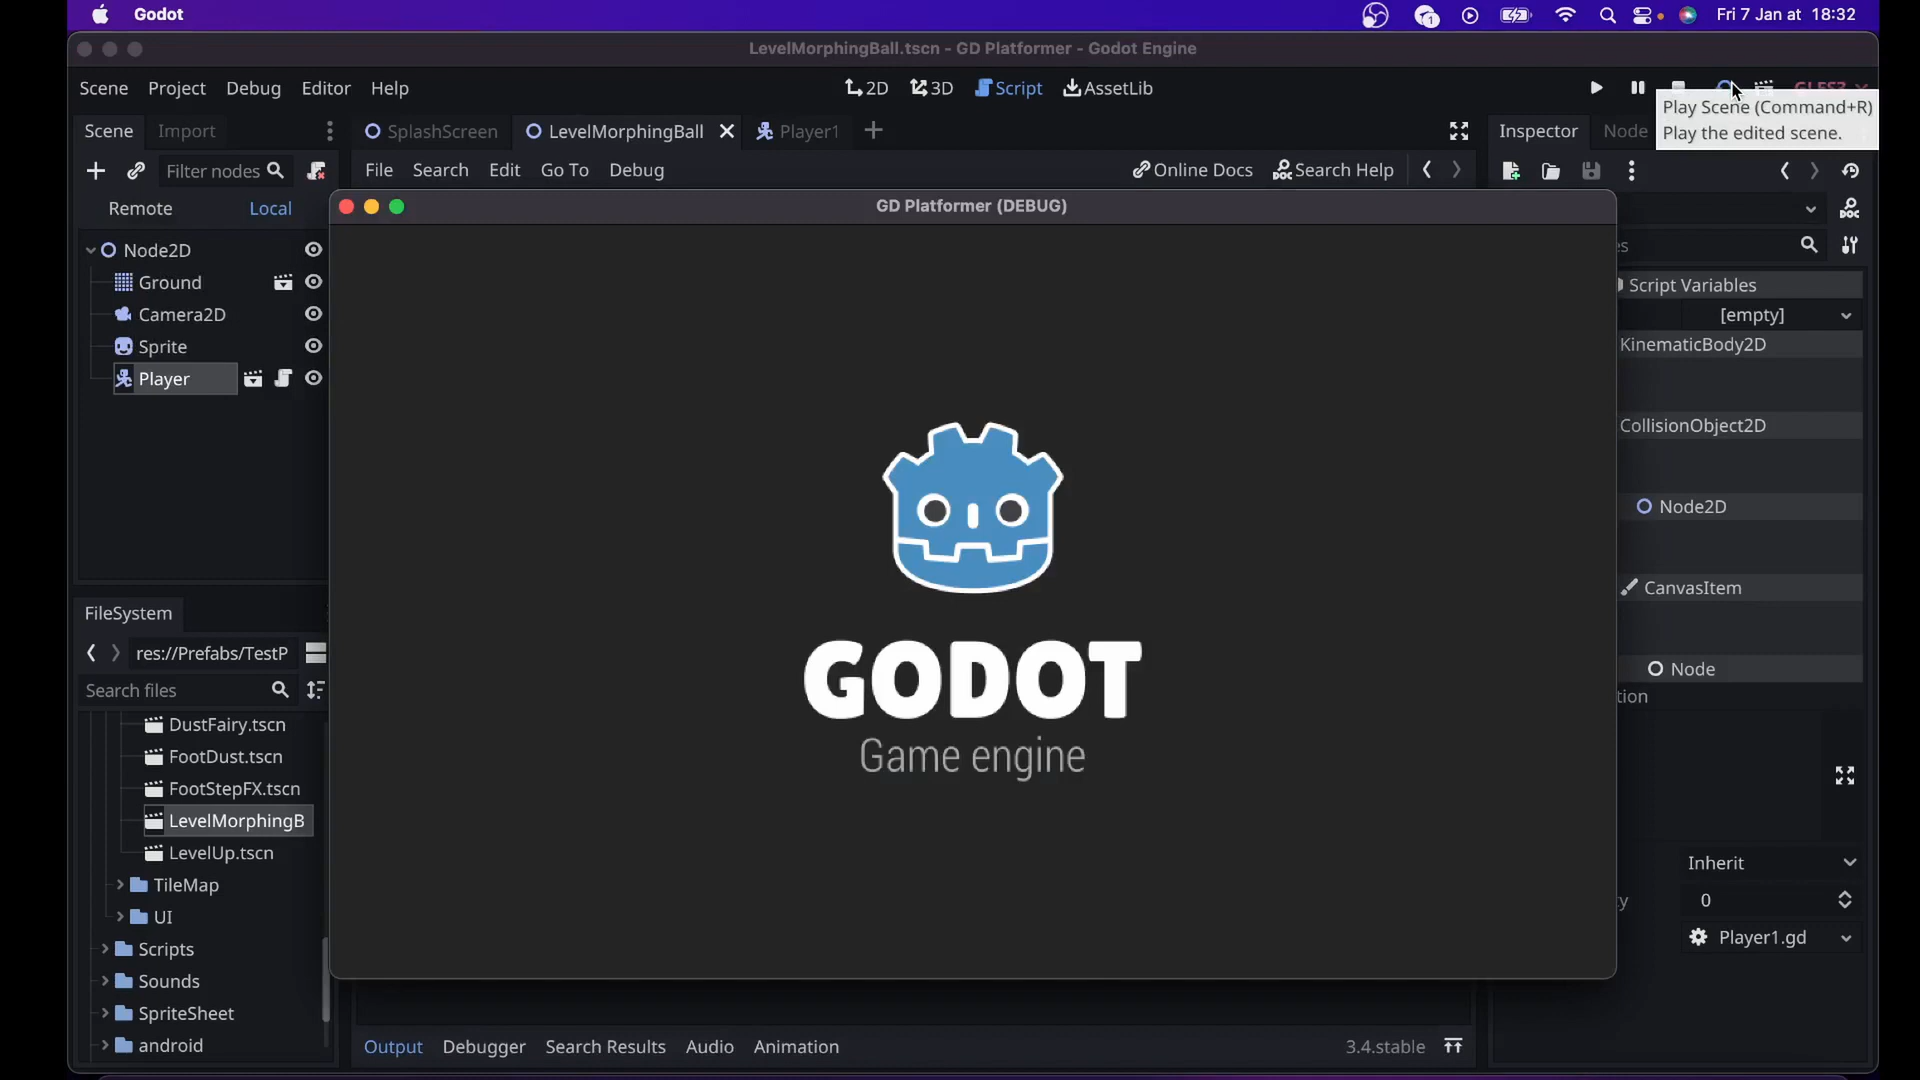 Godot
1
Fri 7 Jan at 18:32
LevelMorphingBall.tscn - GD Platformer - Godot Engine
Scene Project Debug Editor Help
2D 3D Script AssetLib
Play Scene (Command+R)
Play the edited scene.
Scene Import
SplashScreen LevelMorphingBall Player1
Inspector Node
Filter nodes
File Search Edit Go To Debug
Online Docs Search Help
Remote Local
GD Platformer (DEBUG)
Node2D
Ground
Camera2D
Sprite
Player
es
Script Variables
[empty]
KinematicBody2D
CollisionObject2D
Node2D
CanvasItem
Node
tion
Inherit
ty 0
Player1.gd
GODOT
Game engine
FileSystem
res://Prefabs/TestP
Search files
DustFairy.tscn
FootDust.tscn
FootStepFX.tscn
LevelMorphingB
LevelUp.tscn
TileMap
UI
Scripts
Sounds
SpriteSheet
android
Output Debugger Search Results Audio Animation
3.4.stable